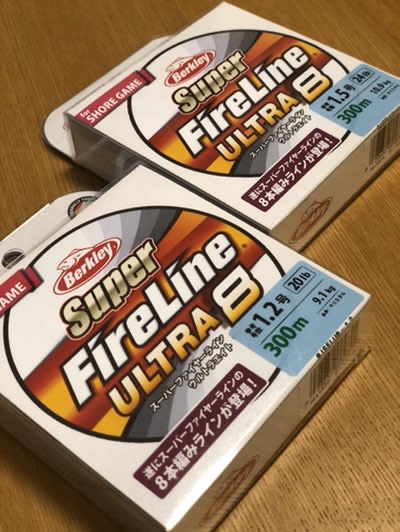 for
SHORE GAME
Berkley
Super
FireLine
ULTRA 8
スーパーファイヤーライン
ウルトラエイト
1.5号
24lb
10.9kg
300m
遂にスーパーファイヤーラインの
8本編みラインが登場!
GAME
Berkley
Super
FireLine
ULTRA 8
スーパーファイヤーライン
ウルトラエイト
1.2号
20lb
9.1kg
300m
遂にスーパーファイヤーラインの
8本編みラインが登場!